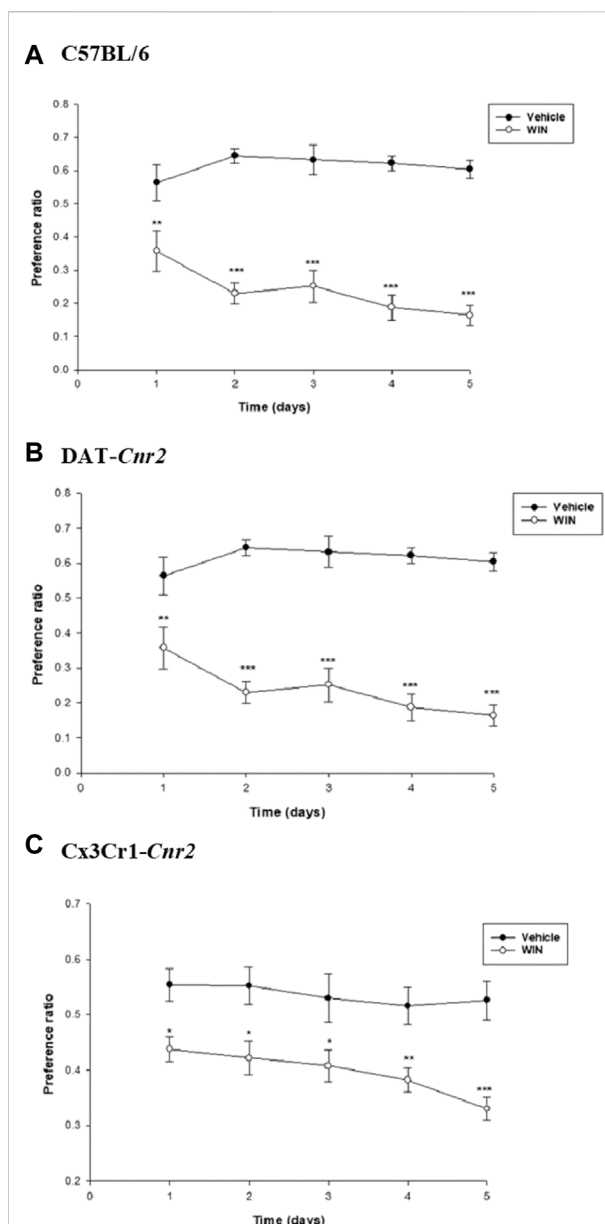 A C57BL/6
0.8
0.7
0.6
0.5
0.4
0.3
0.2
0.1
0.0
Preference ratio
Vehicle
WIN
**
***
***
***
***
0 1 2 3 4 5
Time (days)
B DAT-Cnr2
0.8
0.7
0.6
0.5
0.4
0.3
0.2
0.1
0.0
Preference ratio
Vehicle
WIN
**
***
***
***
***
0 1 2 3 4 5
Time (days)
C Cx3Cr1-Cnr2
0.7
0.6
0.5
0.4
0.3
0.2
Preference ratio
Vehicle
WIN
*
*
*
**
***
0 1 2 3 4 5
Time (days)